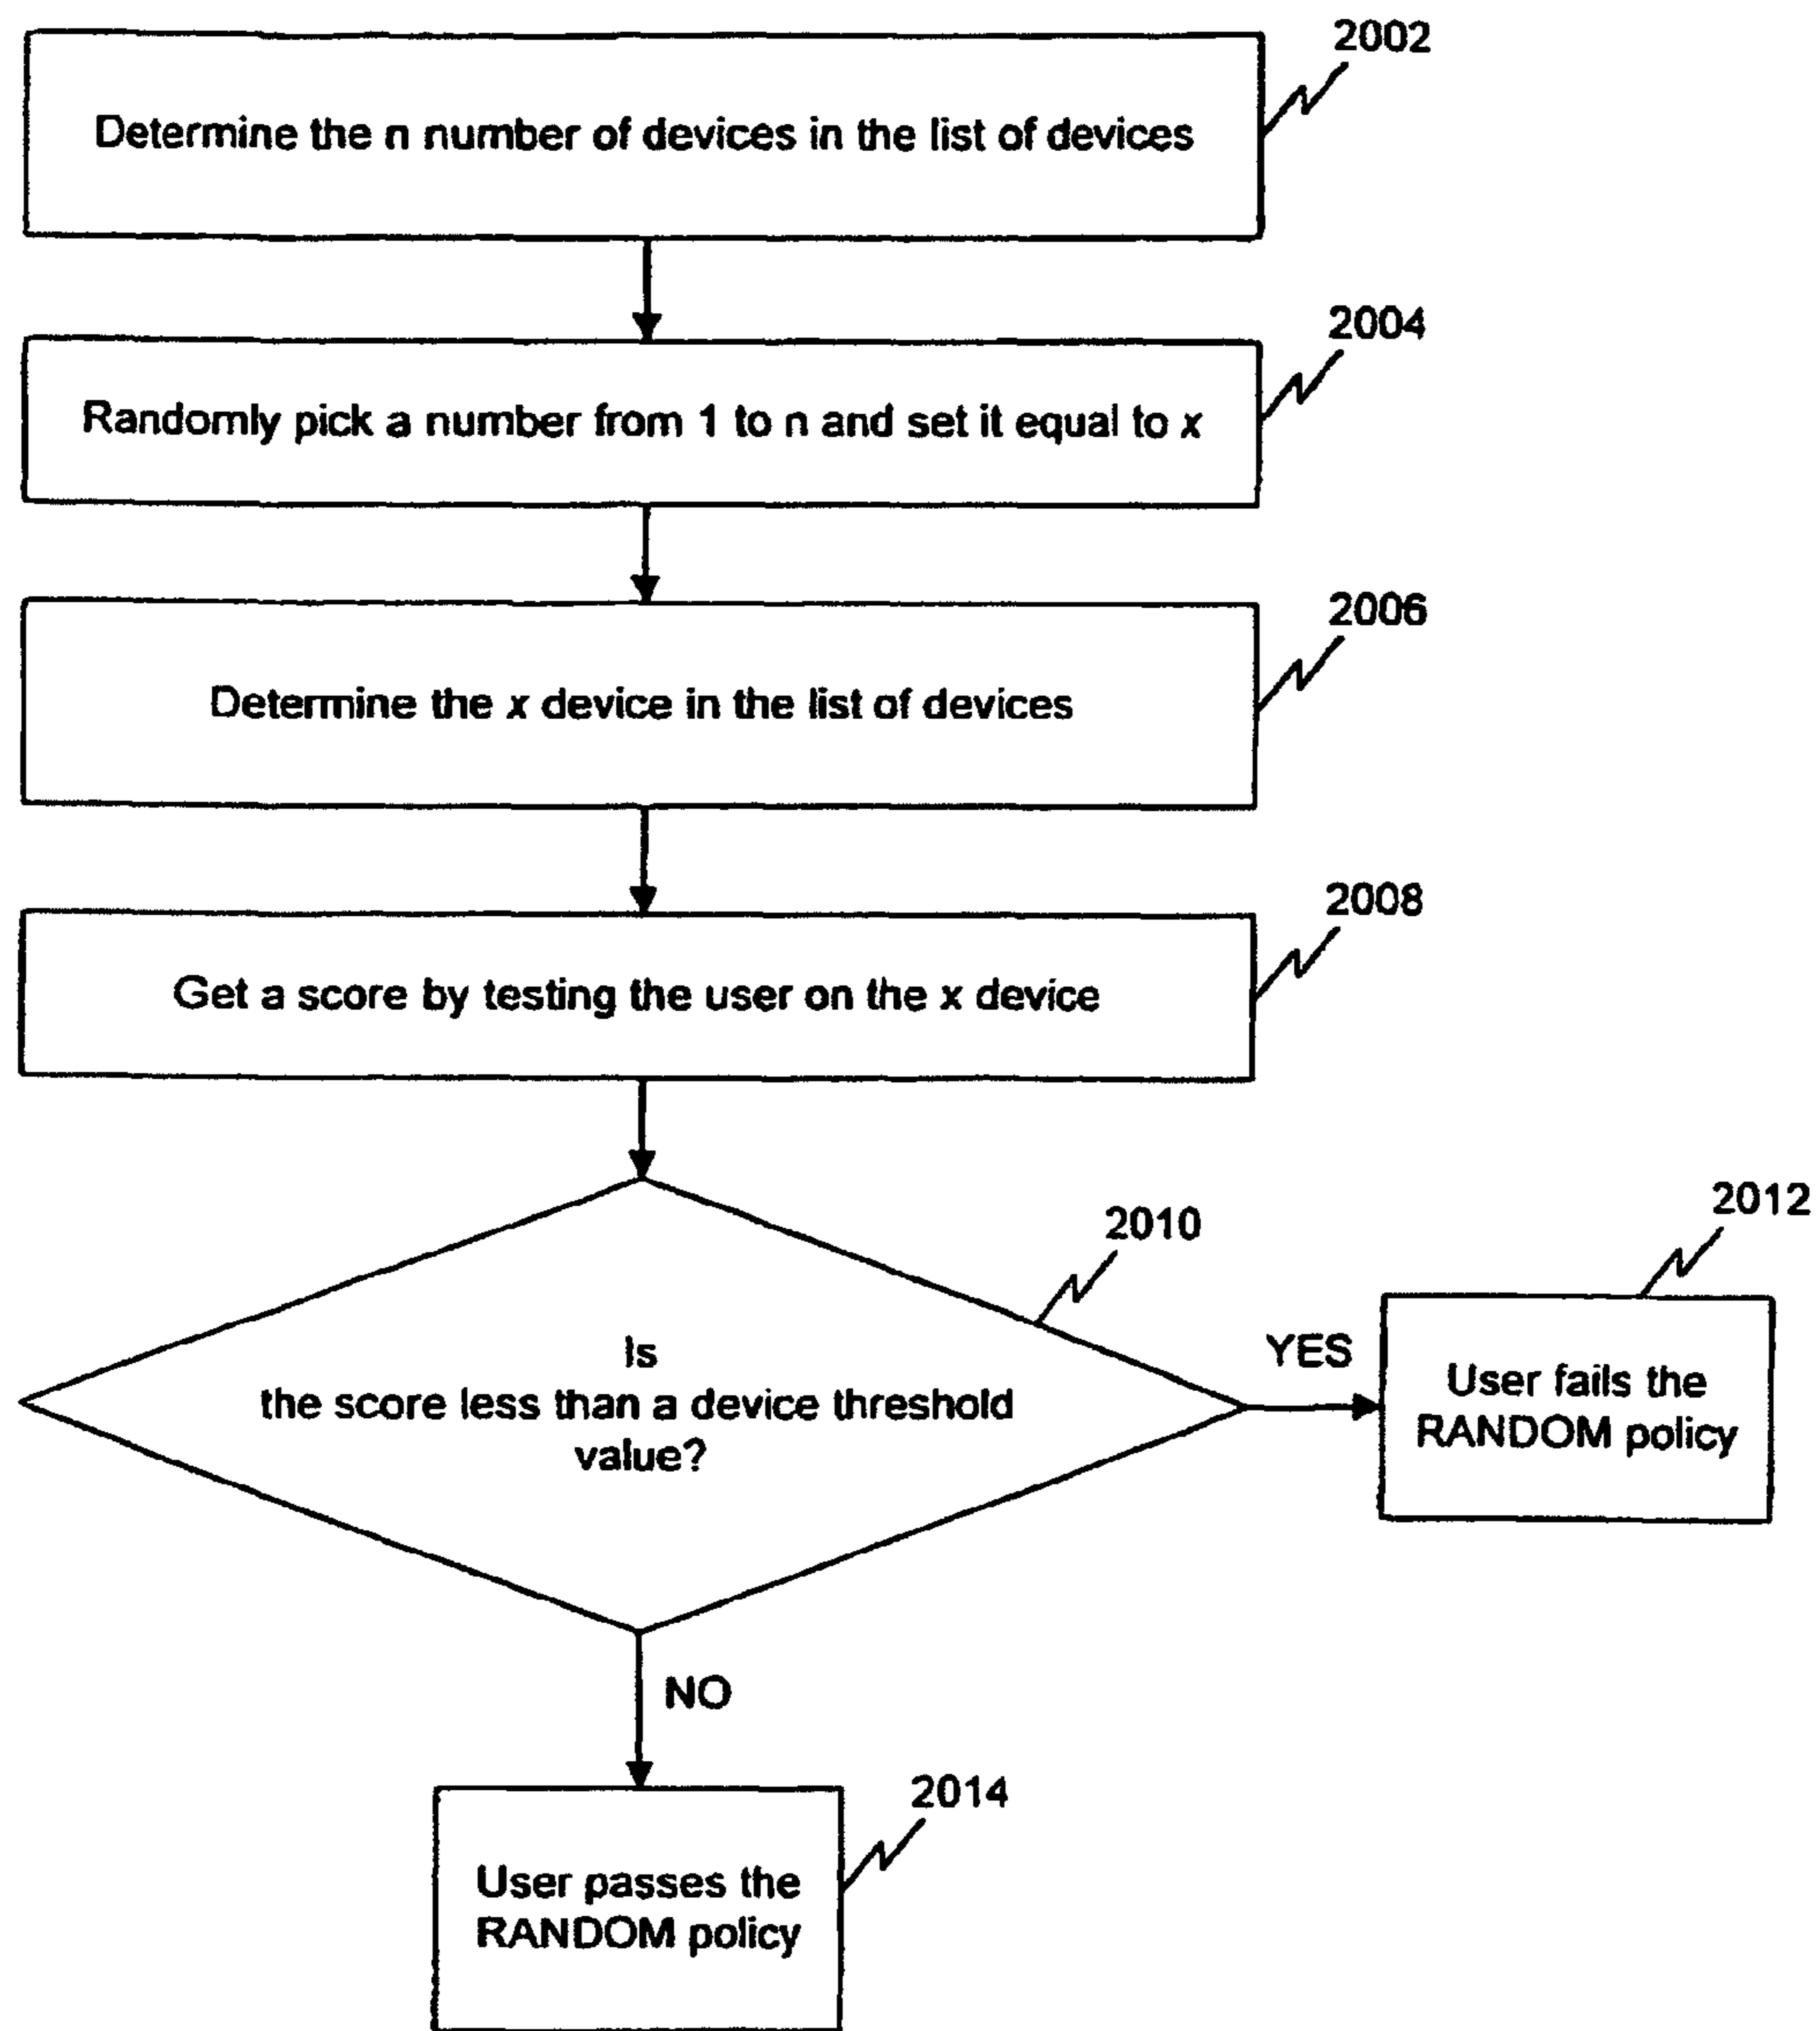 2002
Determine the n number of devices in the list of devices
2004
Randomly pick a number from 1 to n and set it equal to x
2006
Determine the x device in the list of devices
2008
Get a score by testing the user on the x device
2010
2012
Is
the score less than a device threshold
value?
YES
User fails the
RANDOM policy
NO
2014
User passes the
RANDOM policy